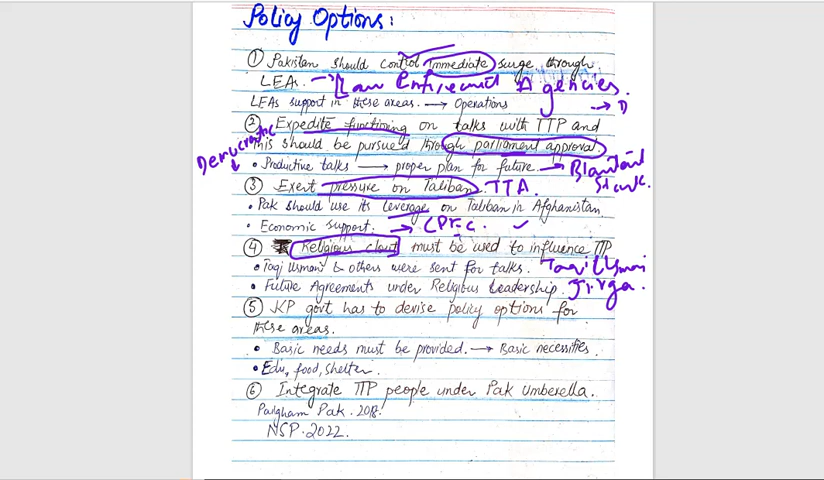 Policy Options:
① Pakistan should control immediate surge through
LEAs. → Law Enforcement Agencies.
LEAs support in these areas. → Operations → D
② Expedite functioning on talks with TTP and
Democratic this should be pursued through parliament approval
• Productive talks → proper plan for future. →
③ Exert pressure on Taliban TTA.
• Pak should use its leverage on Taliban in Afghanistan.
• Economic support. → CPEC.
④ Religious clout must be used to influence TTP
• Taqi Usmani & others were sent for talks. Taqi Usmani
• Future Agreements under Religious Leadership. Jirga.
⑤ KP govt has to devise policy options for
these areas.
• Basic needs must be provided. → Basic necessities.
• Edu, food, shelter.
⑥ Integrate TTP people under Pak Umberella.
Paigham Pak. 2018.
NSP. 2022.